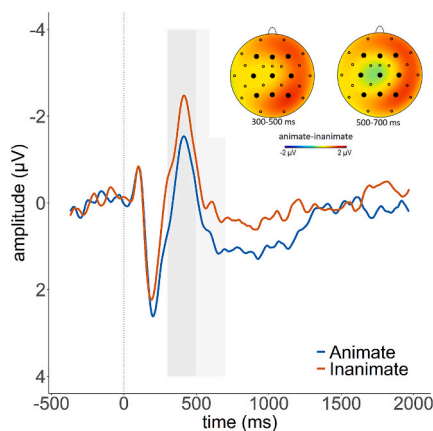 -4
-2
0
2
4
amplitude (µV)
300-500 ms
500-700 ms
animate-inanimate
-2 µV
2 µV
Animate
Inanimate
-500
0
500
1000
1500
2000
time (ms)